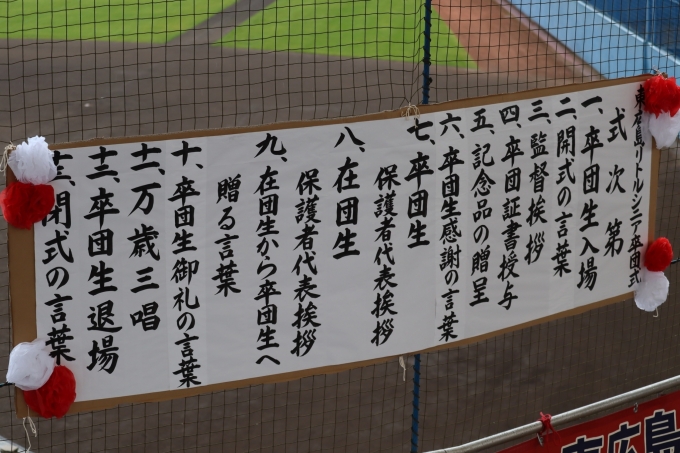 東広島リトルシニア卒団式
式次第
一、卒団生入場
二、開式の言葉
三、監督挨拶
四、卒団証書授与
五、記念品の贈呈
六、卒団生感謝の言葉
七、卒団生
保護者代表挨拶
八、在団生
保護者代表挨拶
九、在団生から卒団生へ
贈る言葉
十、卒団生御礼の言葉
十一、万歳三唱
十二、卒団生退場
十三、閉式の言葉
東広島